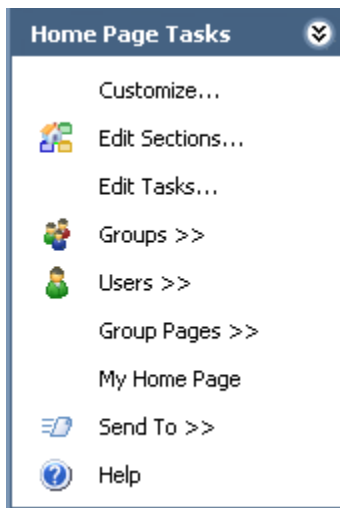 Home Page Tasks
Customize...
Edit Sections...
Edit Tasks...
Groups >>
Users >>
Group Pages >>
My Home Page
Send To >>
Help